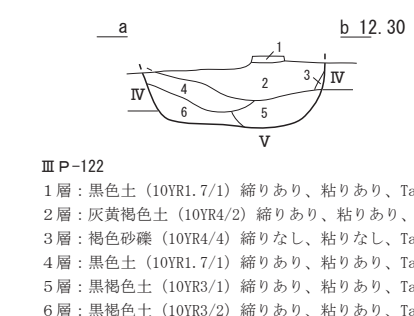 a
b 12.30
1
2
3
Ⅳ
4
Ⅳ
6
5
Ⅴ
Ⅲ P-122
1層：黒色土（10YR1.7/1）締りあり、粘りあり、Ta
2層：灰黄褐色土（10YR4/2）締りあり、粘りあり、
3層：褐色砂礫（10YR4/4）締りなし、粘りなし、Ta
4層：黒色土（10YR1.7/1）締りあり、粘りあり、Ta
5層：黒褐色土（10YR3/1）締りあり、粘りあり、Ta
6層：黒褐色土（10YR3/2）締りあり、粘りあり、Ta